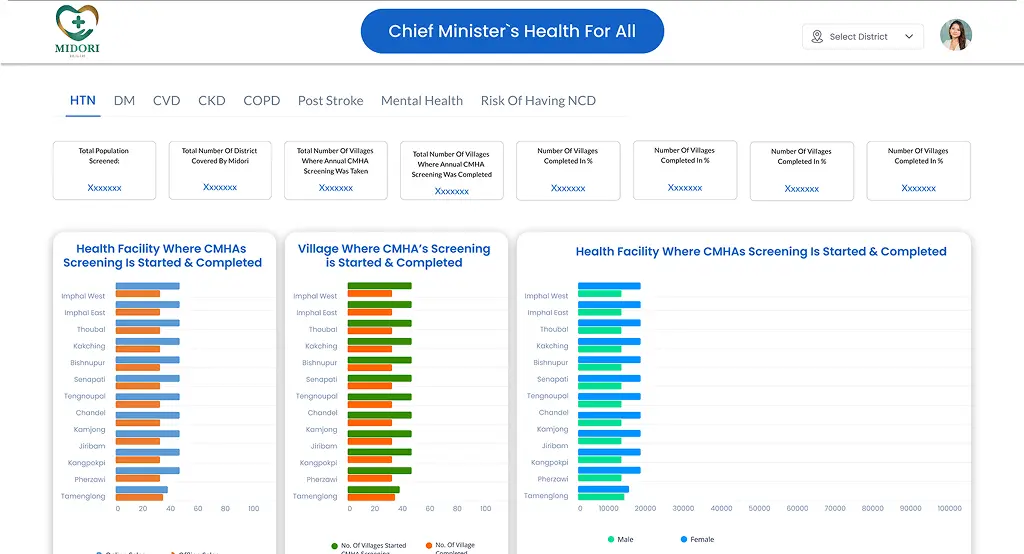 MIDORI
HEALTH
Chief Minister`s Health For All
Select District
HTN DM CVD CKD COPD Post Stroke Mental Health Risk Of Having NCD
Total Population
Screened:
Xxxxxxx
Total Number Of District
Covered By Midori
Xxxxxxx
Total Number Of Villages
Where Annual CMHA
Screening Was Taken
Xxxxxxx
Total Number Of Villages
Where Annual CMHA
Screening Was Completed
Xxxxxxx
Number Of Villages
Completed In %
Xxxxxxx
Number Of Villages
Completed In %
Xxxxxxx
Number Of Villages
Completed In %
Xxxxxxx
Number Of Villages
Completed In %
Xxxxxxx
Health Facility Where CMHAs
Screening Is Started & Completed
Imphal West
Imphal East
Thoubal
Kakching
Bishnupur
Senapati
Tengnoupal
Chandel
Kamjong
Jiribam
Kangpokpi
Pherzawl
Tamenglong
0 20 40 60 80 100
Online Sales Offline Sales
Village Where CMHA’s Screening
is Started & Completed
Imphal West
Imphal East
Thoubal
Kakching
Bishnupur
Senapati
Tengnoupal
Chandel
Kamjong
Jiribam
Kangpokpi
Pherzawl
Tamenglong
0 20 40 60 80 100
No. Of Villages Started
CMHA Screening
No. Of Village
Completed
Health Facility Where CMHAs Screening Is Started & Completed
Imphal West
Imphal East
Thoubal
Kakching
Bishnupur
Senapati
Tengnoupal
Chandel
Kamjong
Jiribam
Kangpokpi
Pherzawl
Tamenglong
0 10000 20000 30000 40000 50000 60000 70000 80000 90000 100000
Male Female